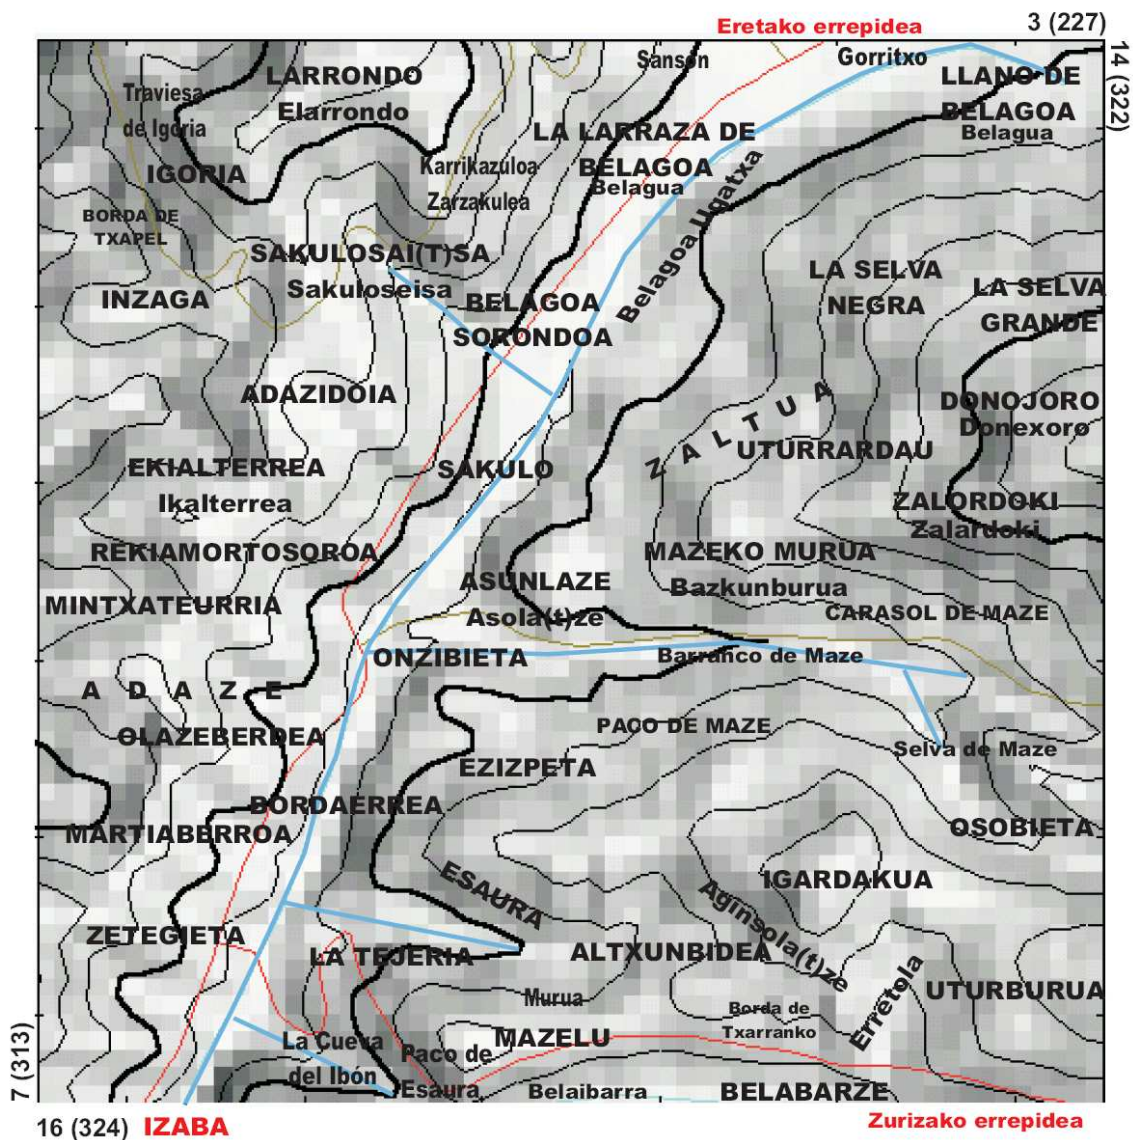 Eretako errepidea
3 (227)
14 (322)
Sansón
Gorritxo
LARRONDO
Elarrondo
LLANO DE
BELAGOA
Belagua
Traviesa
de Igoria
IGORIA
LA LARRAZA DE
BELAGOA
Belagua
Karrikazuloa
Zarzakulea
Belagoa Ugatxa
BORDA DE
TXAPEL
SAKULOSAI(T)SA
Sakuloseisa
INZAGA
BELAGOA
SORONDOA
LA SELVA
NEGRA
LA SELVA
GRANDE
ADAZIDOIA
ZALTUA
DONOJORO
Donexoro
UTURRARDAU
EKIALTERREA
Ikalterrea
SAKULO
ZALORDOKI
Zalardoki
REKIAMORTOSOROA
MAZEKO MURUA
Bazkunburua
ASUNLAZE
Asola(t)ze
MINTXATEURRIA
CARASOL DE MAZE
ONZIBIETA
Barranco de Maze
ADAZE
OLAZEBERDEA
PACO DE MAZE
Selva de Maze
EZIZPETA
BORDAERREA
MARTIABERROA
OSOBIETA
ESAURA
IGARDAKUA
Aginsola(t)ze
ZETEGIETA
LA TEJERIA
ALTXUNBIDEA
Erretola
UTURBURUA
Murua
Borda de
Txarranko
La Cueva
del Ibón
Paco de
Esaura
MAZELU
Belaibarra
BELABARZE
7 (313)
16 (324)
IZABA
Zurizako errepidea